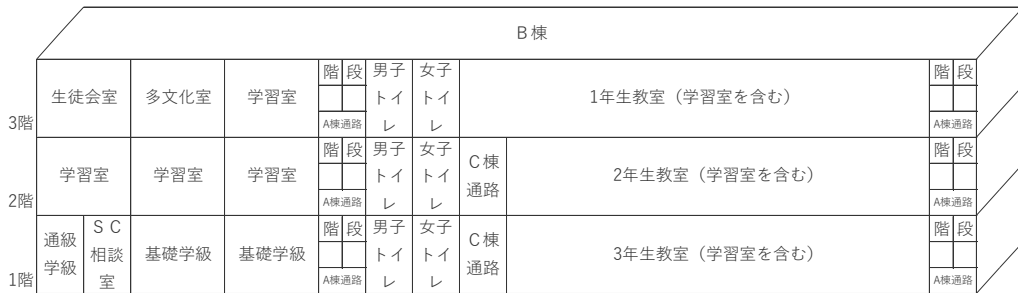 B棟
階 段 男子 女子 階 段
生徒会室 多文化室 学習室 トイ トイ 1年生教室（学習室を含む）
3階 A棟通路 レ レ A棟通路
階 段 男子 女子 C棟 階 段
学習室 学習室 学習室 トイ トイ 通路 2年生教室（学習室を含む）
2階 A棟通路 レ レ A棟通路
通級 ＳＣ 階 段 男子 女子 C棟 階 段
学級 相談 基礎学級 基礎学級 トイ トイ 通路 3年生教室（学習室を含む）
1階 室 A棟通路 レ レ A棟通路